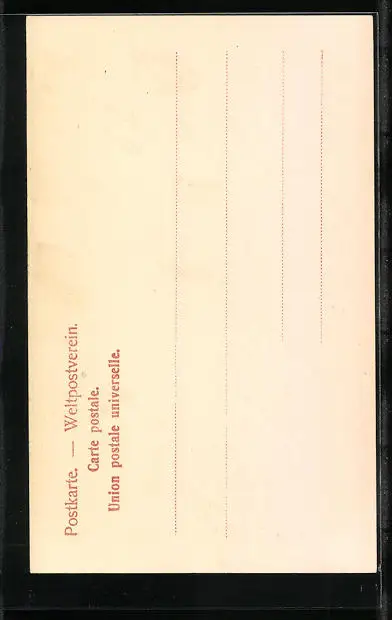 Postkarte. — Weltpostverein.
Carte postale.
Union postale universelle.